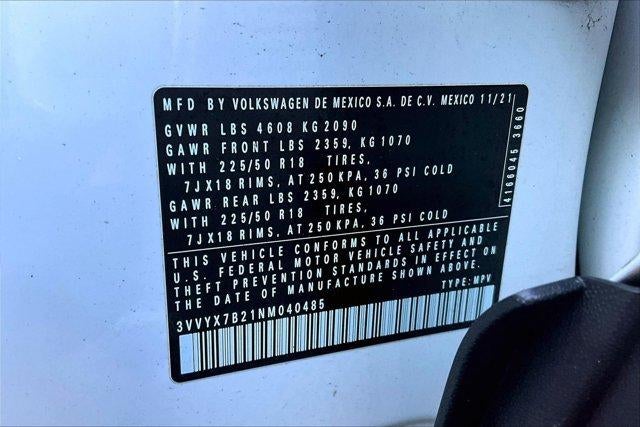 MFD BY VOLKSWAGEN DE MEXICO S.A. DE C.V. MEXICO 11/21
GVWR LBS 4608 KG 2090
GAWR FRONT LBS 2359, KG 1070
WITH 225/50 R18 TIRES,
7JX18 RIMS, AT 250 KPA, 36 PSI COLD
GAWR REAR LBS 2359, KG 1070
WITH 225/50 R18 TIRES,
7JX18 RIMS, AT 250 KPA, 36 PSI COLD
THIS VEHICLE CONFORMS TO ALL APPLICABLE
U.S. FEDERAL MOTOR VEHICLE SAFETY AND
THEFT PREVENTION STANDARDS IN EFFECT ON
THE DATE OF MANUFACTURE SHOWN ABOVE.
3VVYX7B21NM040485 TYPE: MPV
4166045 3660